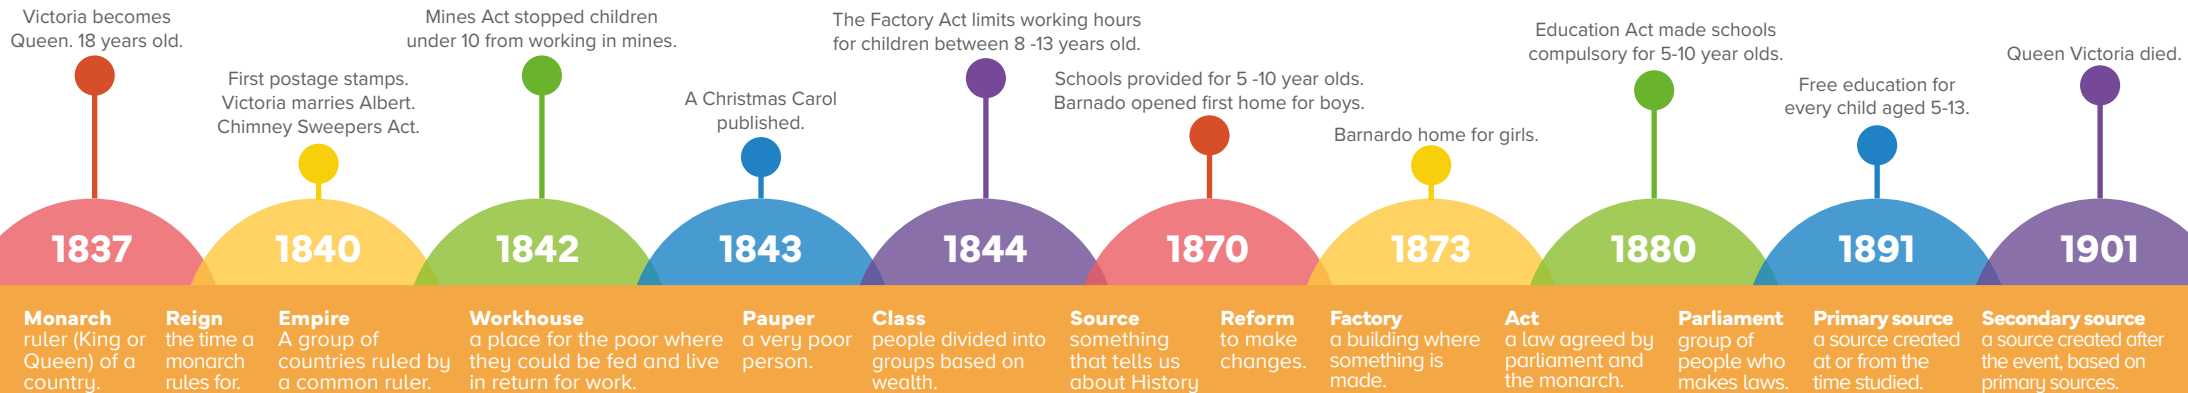 Victoria becomes
Queen. 18 years old.
First postage stamps.
Victoria marries Albert.
Chimney Sweepers Act.
Mines Act stopped children
under 10 from working in mines.
A Christmas Carol
published.
The Factory Act limits working hours
for children between 8 -13 years old.
Schools provided for 5 -10 year olds.
Barnado opened first home for boys.
Barnardo home for girls.
Education Act made schools
compulsory for 5-10 year olds.
Free education for
every child aged 5-13.
Queen Victoria died.
1837
1840
1842
1843
1844
1870
1873
1880
1891
1901
Monarch
ruler (King or
Queen) of a
country.
Reign
the time a
monarch
rules for.
Empire
A group of
countries ruled by
a common ruler.
Workhouse
a place for the poor where
they could be fed and live
in return for work.
Pauper
a very poor
person.
Class
people divided into
groups based on
wealth.
Source
something
that tells us
about History
Reform
to make
changes.
Factory
a building where
something is
made.
Act
a law agreed by
parliament and
the monarch.
Parliament
group of
people who
makes laws.
Primary source
a source created
at or from the
time studied.
Secondary source
a source created after
the event, based on
primary sources.